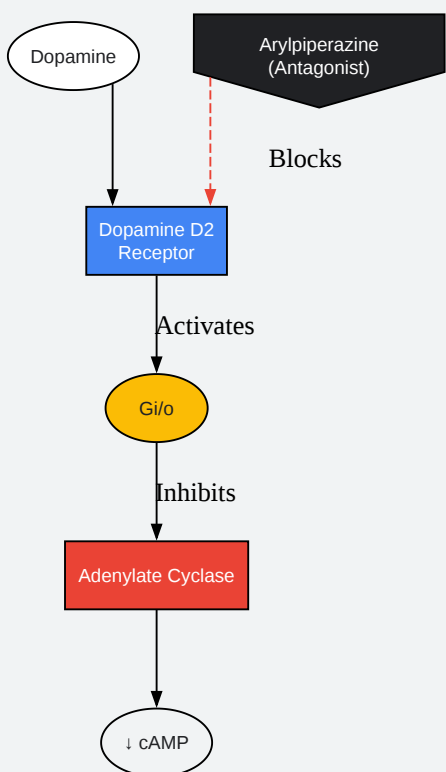 Dopamine
Arylpiperazine
(Antagonist)
Blocks
Dopamine D2
Receptor
Activates
Gi/o
Inhibits
Adenylate Cyclase
↓ cAMP